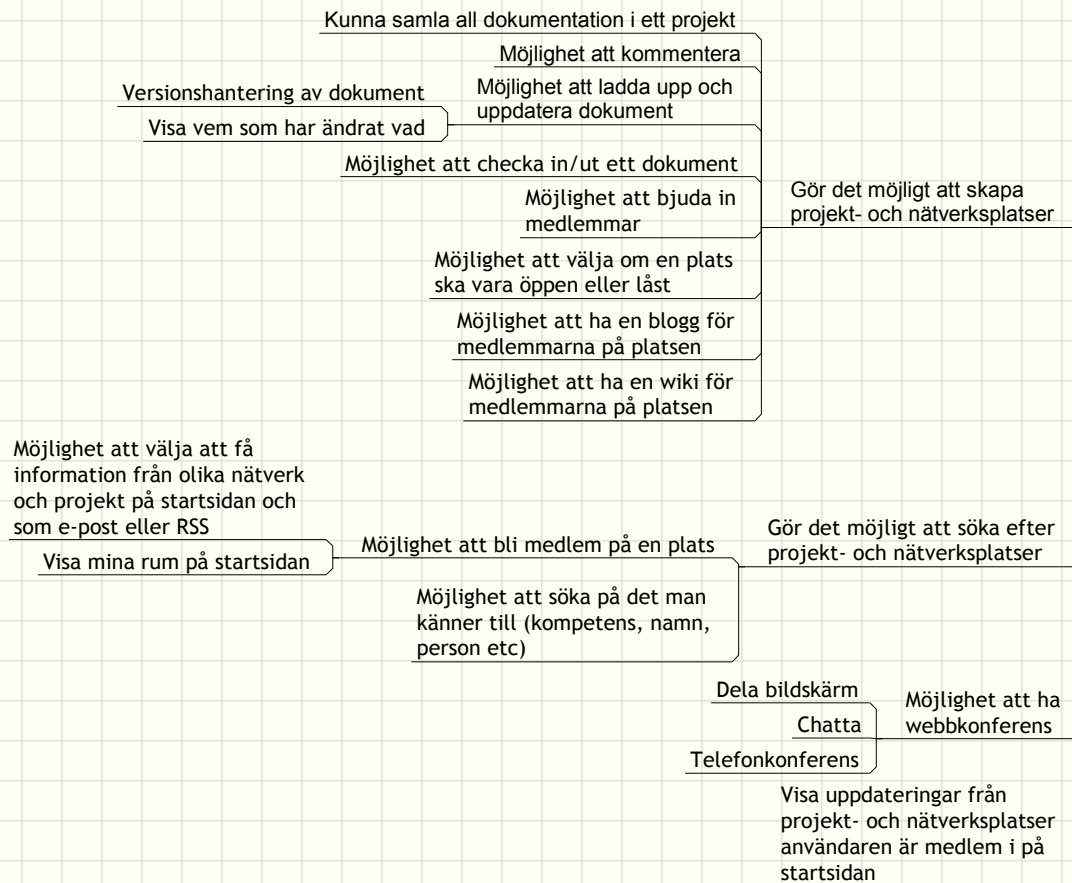 Kunna samla all dokumentation i ett projekt
Möjlighet att kommentera
Möjlighet att ladda upp och
uppdatera dokument
Versionshantering av dokument
Visa vem som har ändrat vad
Möjlighet att checka in/ut ett dokument
Möjlighet att bjuda in
medlemmar
Möjlighet att välja om en plats
ska vara öppen eller låst
Möjlighet att ha en blogg för
medlemmarna på platsen
Möjlighet att ha en wiki för
medlemmarna på platsen
Gör det möjligt att skapa
projekt- och nätverksplatser
Möjlighet att välja att få
information från olika nätverk
och projekt på startsidan och
som e-post eller RSS
Visa mina rum på startsidan
Möjlighet att bli medlem på en plats
Möjlighet att söka på det man
känner till (kompetens, namn,
person etc)
Gör det möjligt att söka efter
projekt- och nätverksplatser
Dela bildskärm
Chatta
Telefonkonferens
Möjlighet att ha
webbkonferens
Visa uppdateringar från
projekt- och nätverksplatser
användaren är medlem i på
startsidan